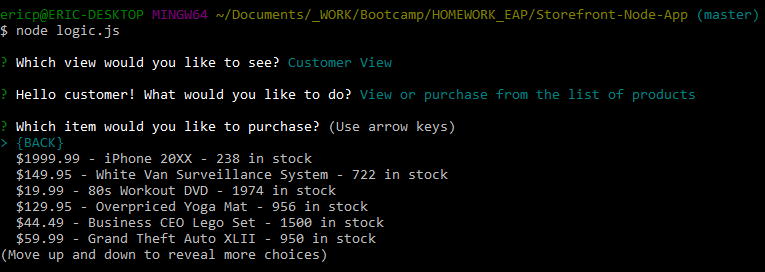 ericp@ERIC-DESKTOP MINGW64 ~/Documents/_WORK/Bootcamp/HOMEWORK_EAP/Storefront-Node-App (master)
$ node logic.js
? Which view would you like to see? Customer View
? Hello customer! What would you like to do? View or purchase from the list of products
? Which item would you like to purchase? (Use arrow keys)
> {BACK}
$1999.99 - iPhone 20XX - 238 in stock
$149.95 - White Van Surveillance System - 722 in stock
$19.99 - 80s Workout DVD - 1974 in stock
$129.95 - Overpriced Yoga Mat - 956 in stock
$44.49 - Business CEO Lego Set - 1500 in stock
$59.99 - Grand Theft Auto XLII - 950 in stock
(Move up and down to reveal more choices)